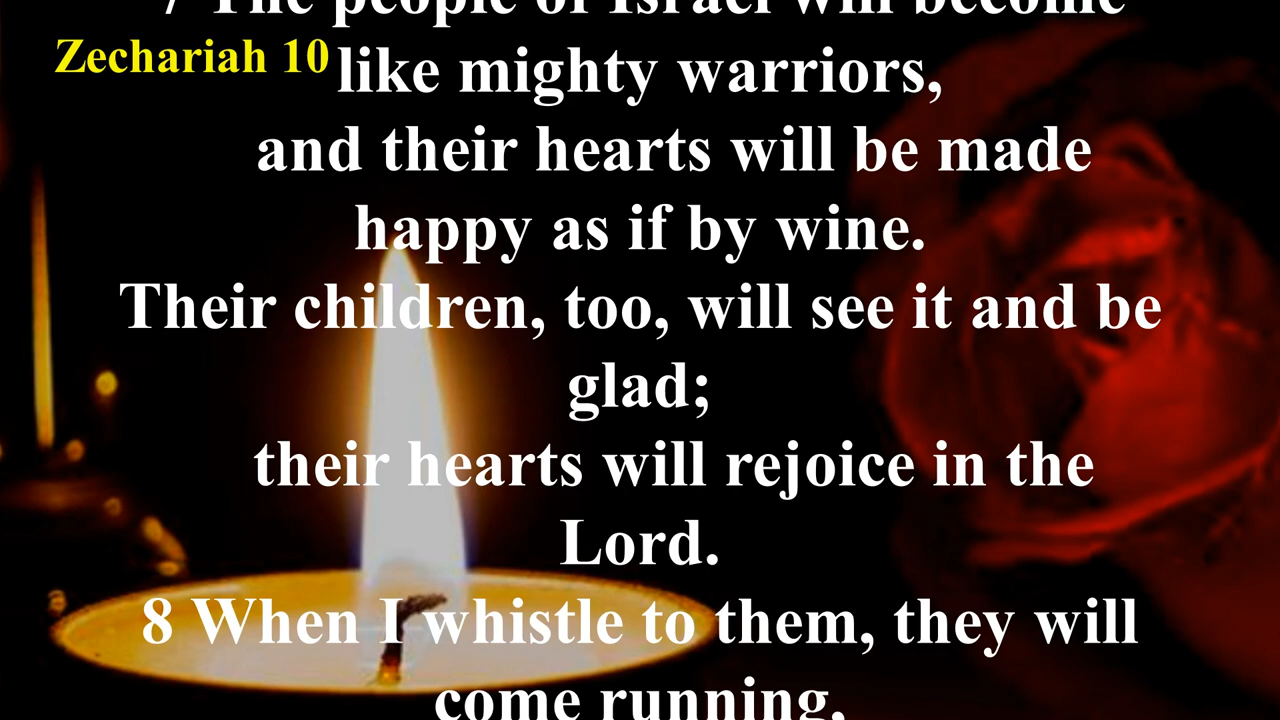 7 The people of Israel will become
Zechariah 10
like mighty warriors,
and their hearts will be made
happy as if by wine.
Their children, too, will see it and be
glad;
their hearts will rejoice in the
Lord.
8 When I whistle to them, they will
come running,